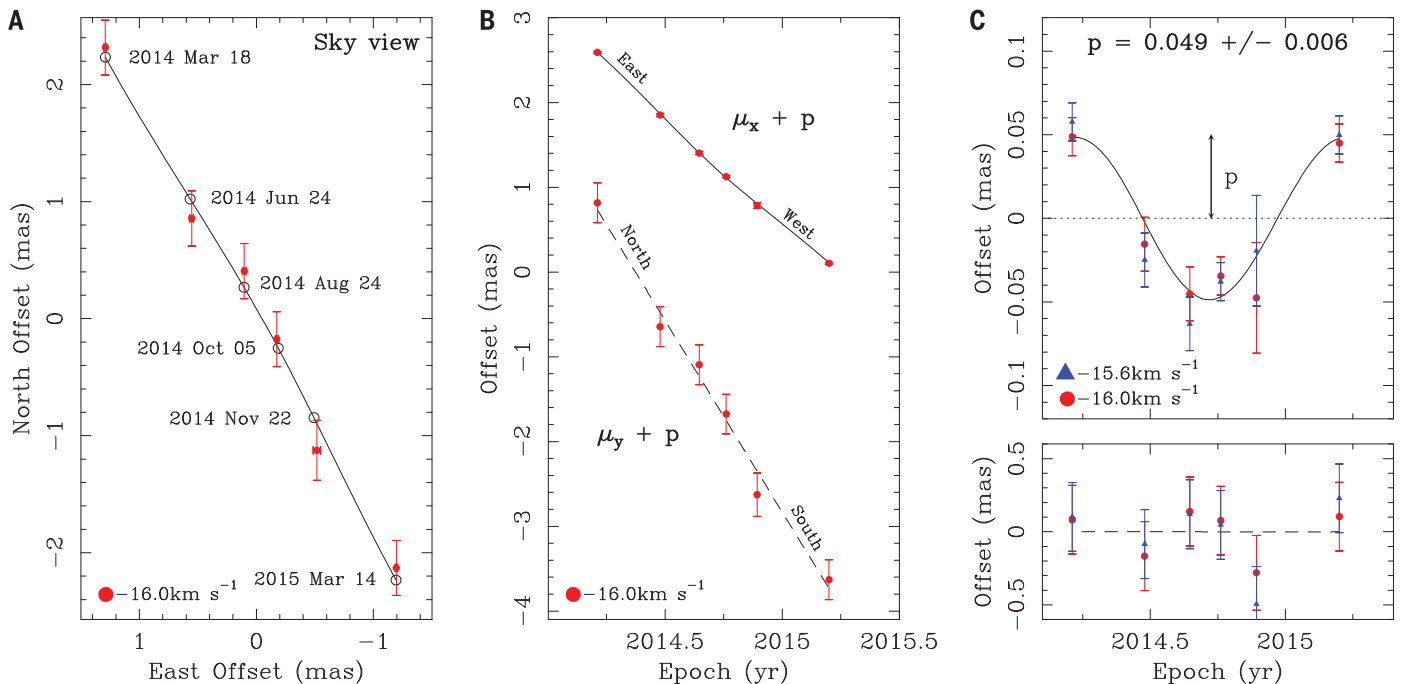 A
Sky view
2014 Mar 18
2014 Jun 24
2014 Aug 24
2014 Oct 05
2014 Nov 22
2015 Mar 14
−16.0km s⁻¹
North Offset (mas)
2
1
0
−1
−2
1
0
−1
East Offset (mas)
B
East
μx + p
West
North
μy + p
South
−16.0km s⁻¹
Offset (mas)
3
2
1
0
−1
−2
−3
−4
2014.5
2015
2015.5
Epoch (yr)
C
p = 0.049 +/− 0.006
p
−15.6km s⁻¹
−16.0km s⁻¹
Offset (mas)
0.1
0.05
0
−0.05
−0.1
Offset (mas)
0.5
0
−0.5
2014.5
2015
Epoch (yr)